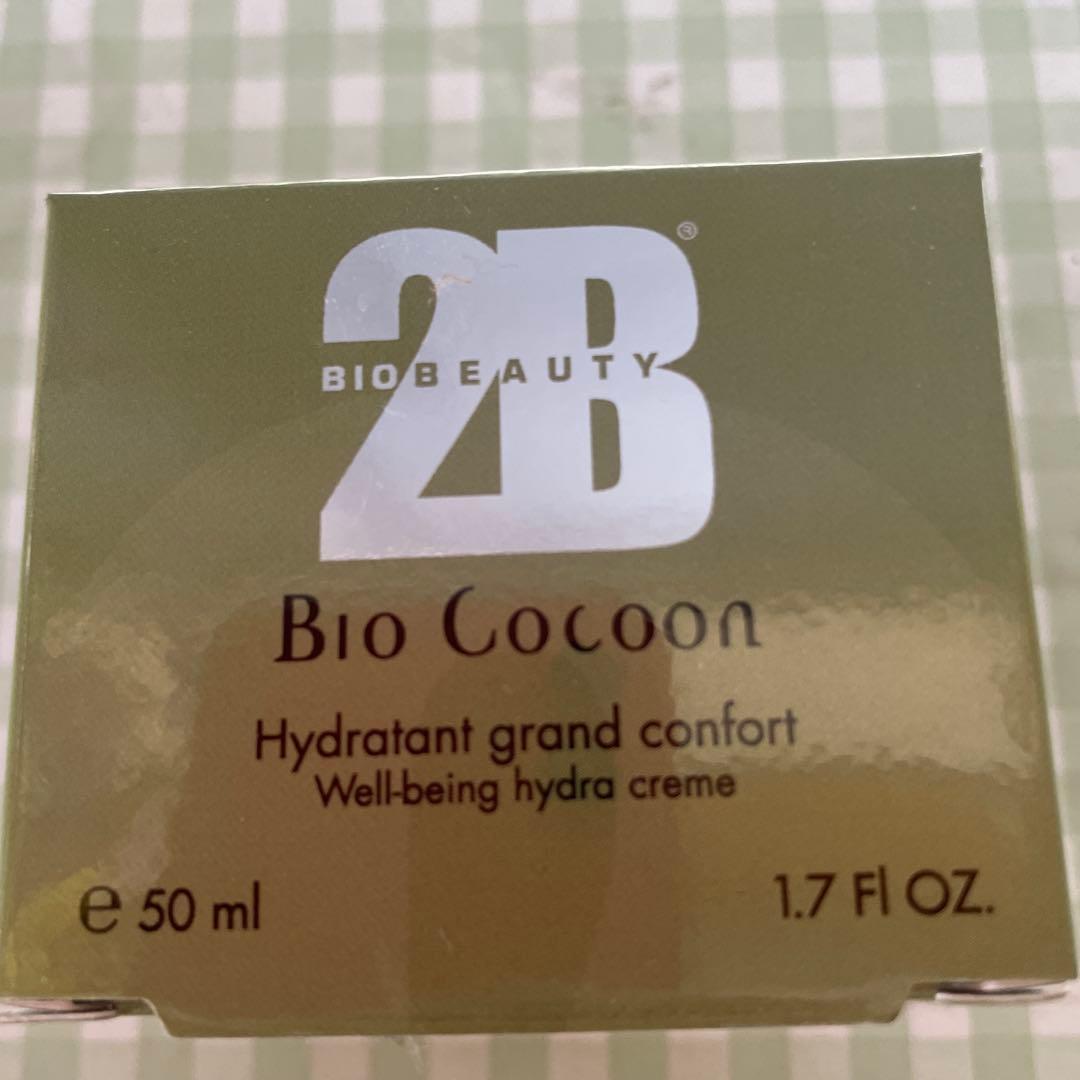 2B®
BIOBEAUTY
Bio Cocoon
Hydratant grand confort
Well-being hydra creme
e 50 ml
1.7 Fl OZ.